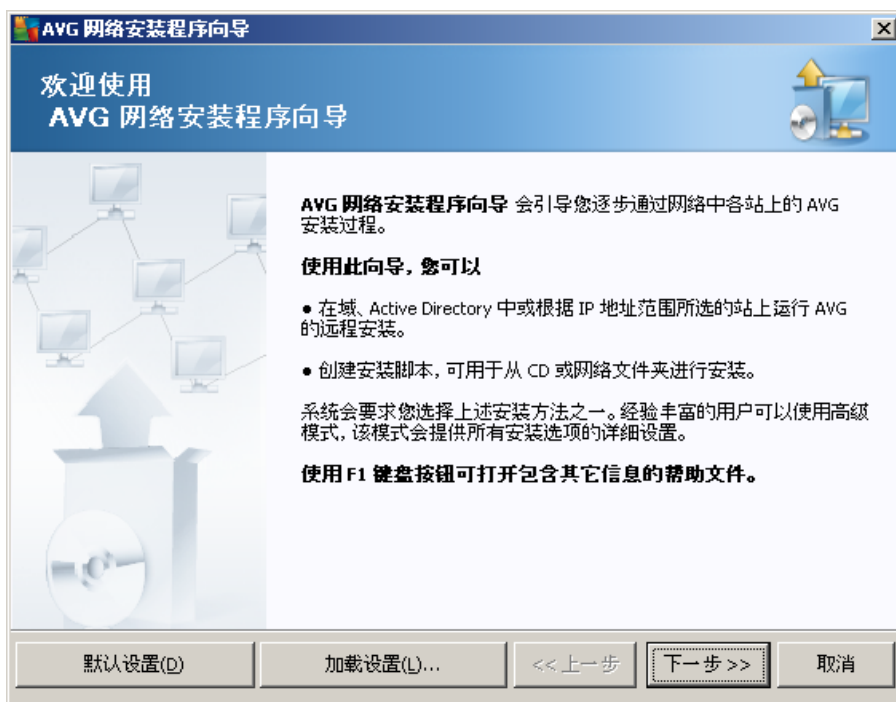 AVG 网络安装程序向导
欢迎使用
AVG 网络安装程序向导
AVG 网络安装程序向导 会引导您逐步通过网络中各站上的 AVG
安装过程。
使用此向导，您可以
● 在域、Active Directory 中或根据 IP 地址范围所选的站上运行 AVG
的远程安装。
● 创建安装脚本，可用于从 CD 或网络文件夹进行安装。
系统会要求您选择上述安装方法之一。经验丰富的用户可以使用高级
模式，该模式会提供所有安装选项的详细设置。
使用 F1 键盘按钮可打开包含其它信息的帮助文件。
默认设置(D)
加载设置(L)...
<< 上一步
下一步 >>
取消